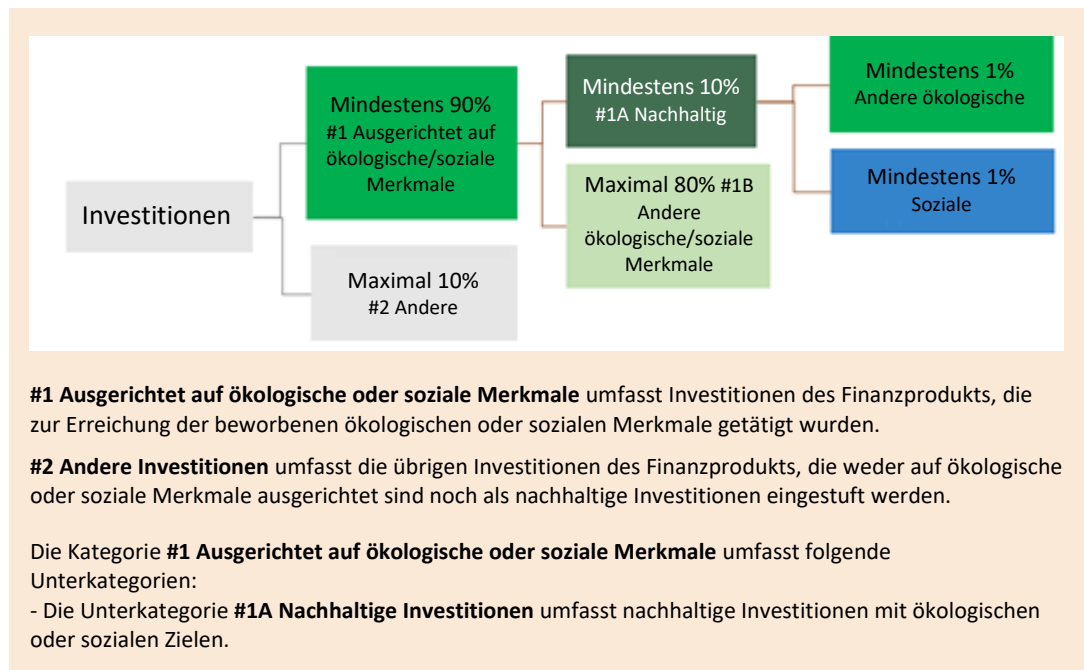 Investitionen
Mindestens 90%
#1 Ausgerichtet auf
ökologische/soziale
Merkmale
Maximal 10%
#2 Andere
Mindestens 10%
#1A Nachhaltig
Maximal 80% #1B
Andere
ökologische/soziale
Merkmale
Mindestens 1%
Andere ökologische
Mindestens 1%
Soziale
#1 Ausgerichtet auf ökologische oder soziale Merkmale umfasst Investitionen des Finanzprodukts, die
zur Erreichung der beworbenen ökologischen oder sozialen Merkmale getätigt wurden.
#2 Andere Investitionen umfasst die übrigen Investitionen des Finanzprodukts, die weder auf ökologische
oder soziale Merkmale ausgerichtet sind noch als nachhaltige Investitionen eingestuft werden.
Die Kategorie #1 Ausgerichtet auf ökologische oder soziale Merkmale umfasst folgende
Unterkategorien:
- Die Unterkategorie #1A Nachhaltige Investitionen umfasst nachhaltige Investitionen mit ökologischen
oder sozialen Zielen.